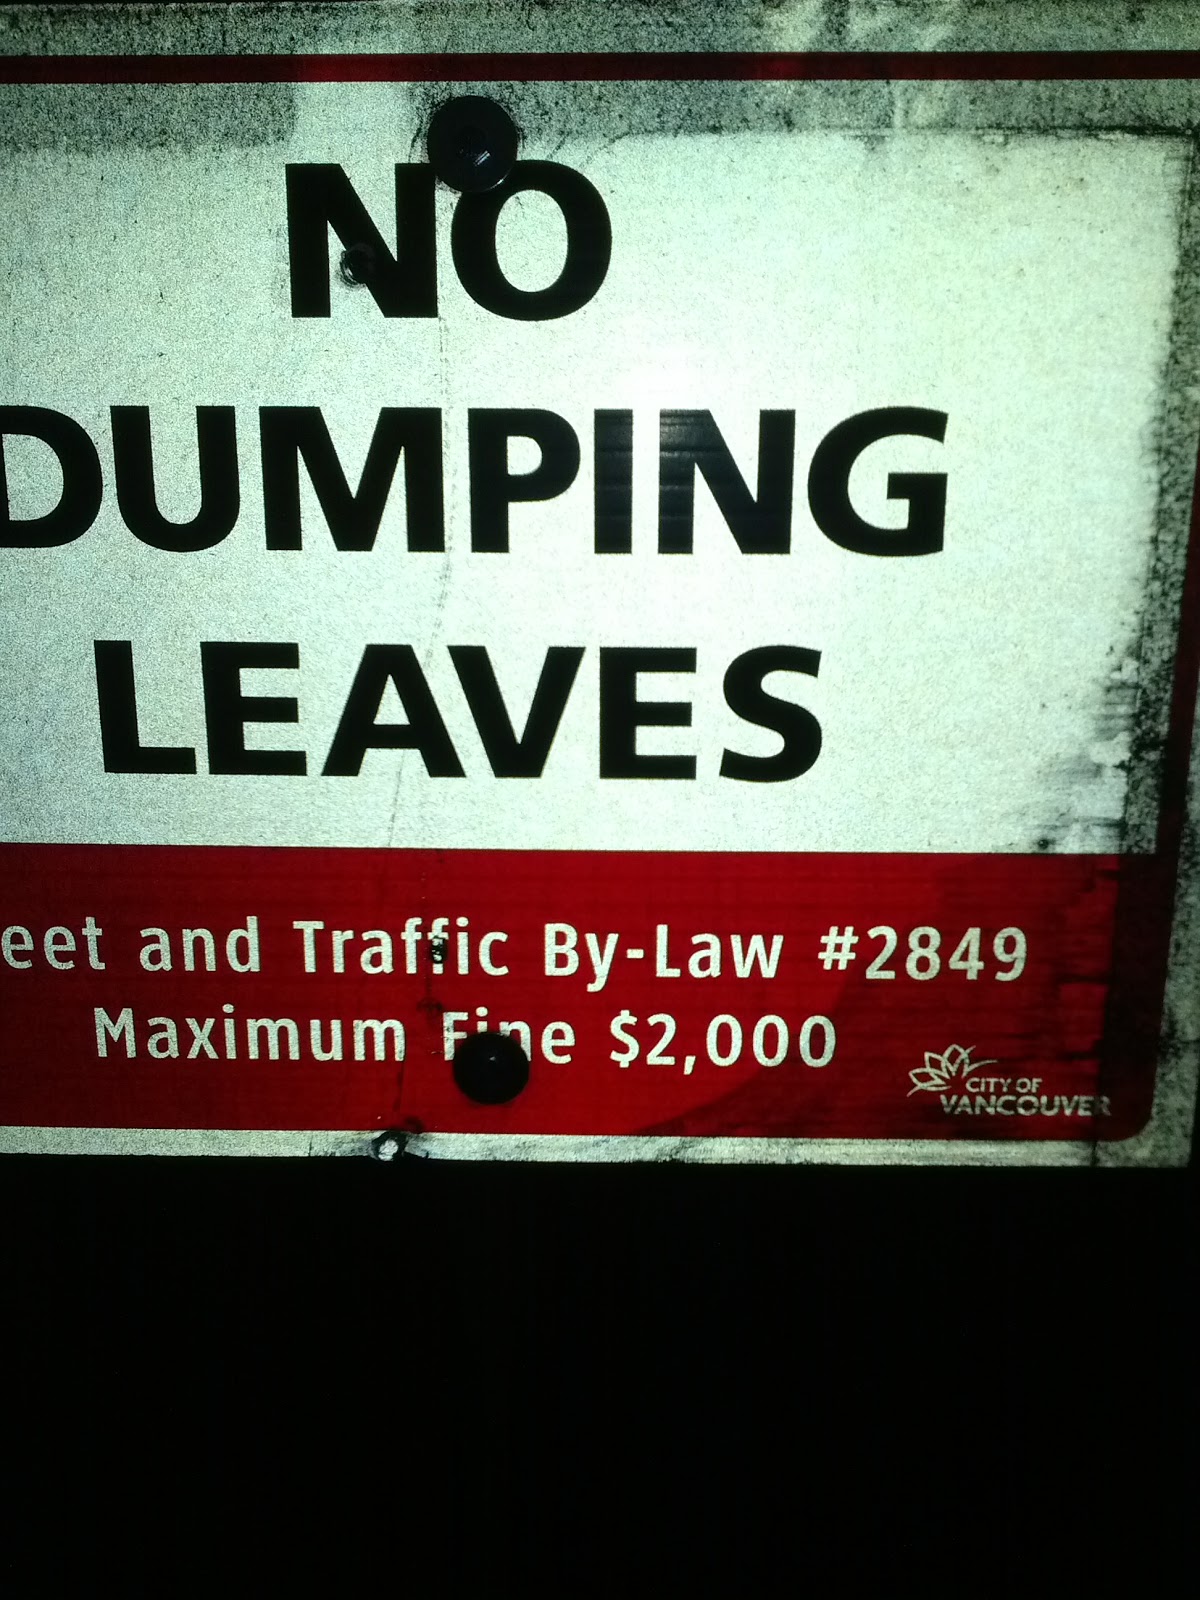 NO
DUMPING
LEAVES
eet and Traffic By-Law #2849
Maximum Fine $2,000
CITY OF
VANCOUVER